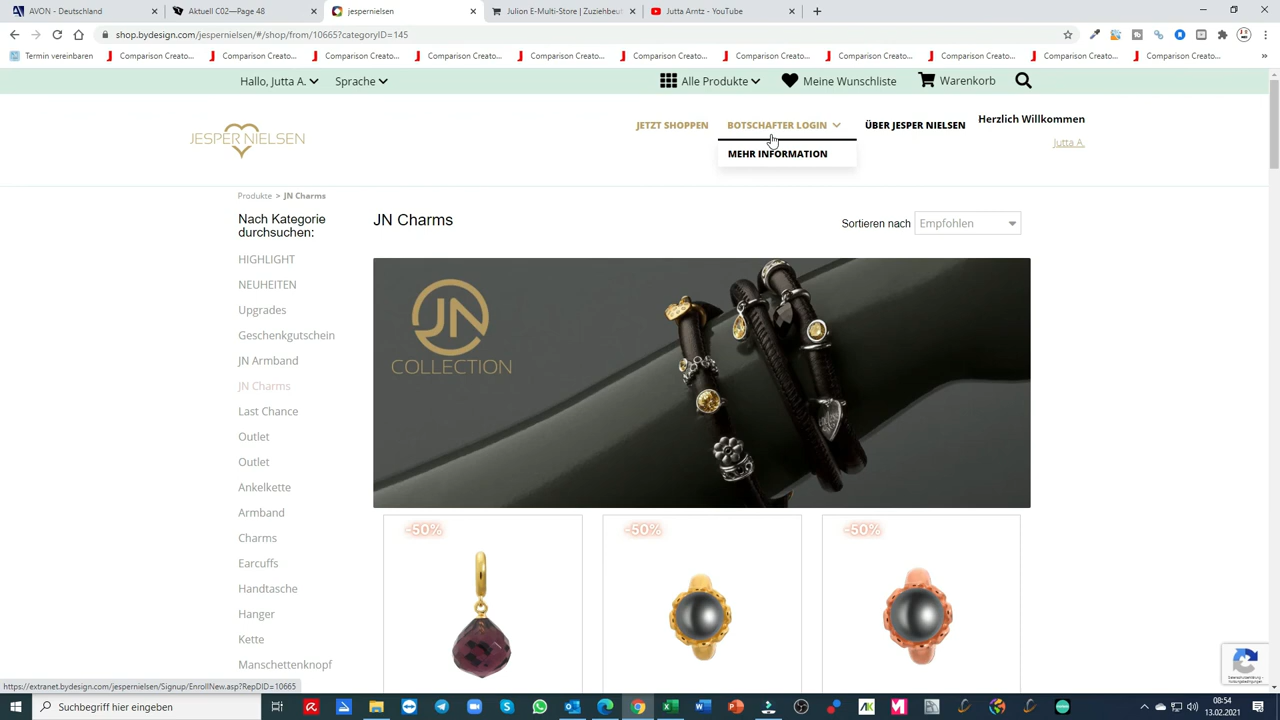 AVON - Deutschland
Aktuell C02—Page 48
jespernielsen
Julion E-Multi-Store | Zuziehbeut
Jutta Arntz - YouTube
shop.bydesign.com/jespernielsen/#/shop/from/10665?categoryID=145
Termin vereinbaren
Comparison Creato...
Comparison Creato...
Comparison Creato...
Comparison Creato...
Comparison Creato...
Comparison Creato...
Comparison Creato...
Comparison Creato...
Comparison Creato...
Comparison Creato...
Comparison Creato...
Hallo, Jutta A.
Sprache
Alle Produkte
Meine Wunschliste
Warenkorb
JESPER NIELSEN
JETZT SHOPPEN
BOTSCHAFTER LOGIN
ÜBER JESPER NIELSEN
Herzlich Willkommen
Jutta A.
MEHR INFORMATION
Produkte > JN Charms
Nach Kategorie
durchsuchen:
HIGHLIGHT
NEUHEITEN
Upgrades
Geschenkgutschein
JN Armband
JN Charms
Last Chance
Outlet
Outlet
Ankelkette
Armband
Charms
Earcuffs
Handtasche
Hanger
Kette
Manschettenknopf
JN Charms
Sortieren nach
Empfohlen
JN
COLLECTION
-50%
-50%
-50%
https://extranet.bydesign.com/jespernielsen/Signup/EnrollNew.asp?RepDID=10665
Suchbegriff hier eingeben
08:54
13.02.2021